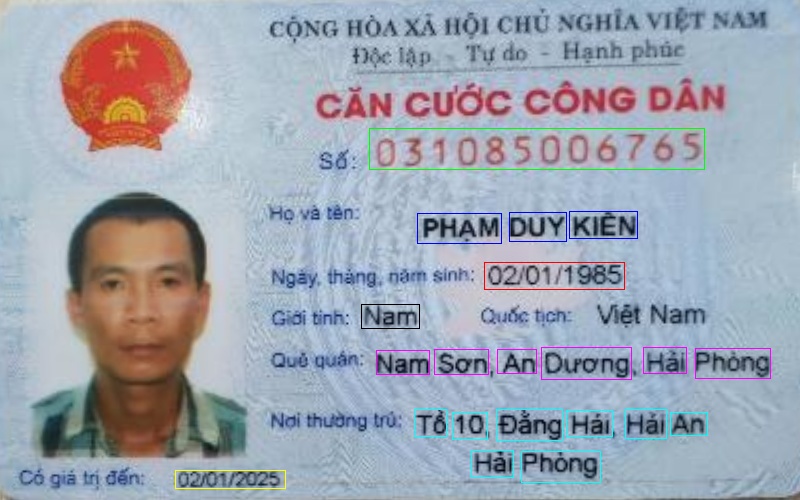 CỘNG HÒA XÃ HỘI CHỦ NGHĨA VIỆT NAM
Độc lập - Tự do - Hạnh phúc
CĂN CƯỚC CÔNG DÂN
Số: 031085006765
Họ và tên: PHẠM DUY KIÊN
Ngày, tháng, năm sinh: 02/01/1985
Giới tính: Nam Quốc tịch: Việt Nam
Quê quán: Nam Sơn, An Dương, Hải Phòng
Nơi thường trú: Tổ 10, Đằng Hải, Hải An
Hải Phòng
Có giá trị đến: 02/01/2025